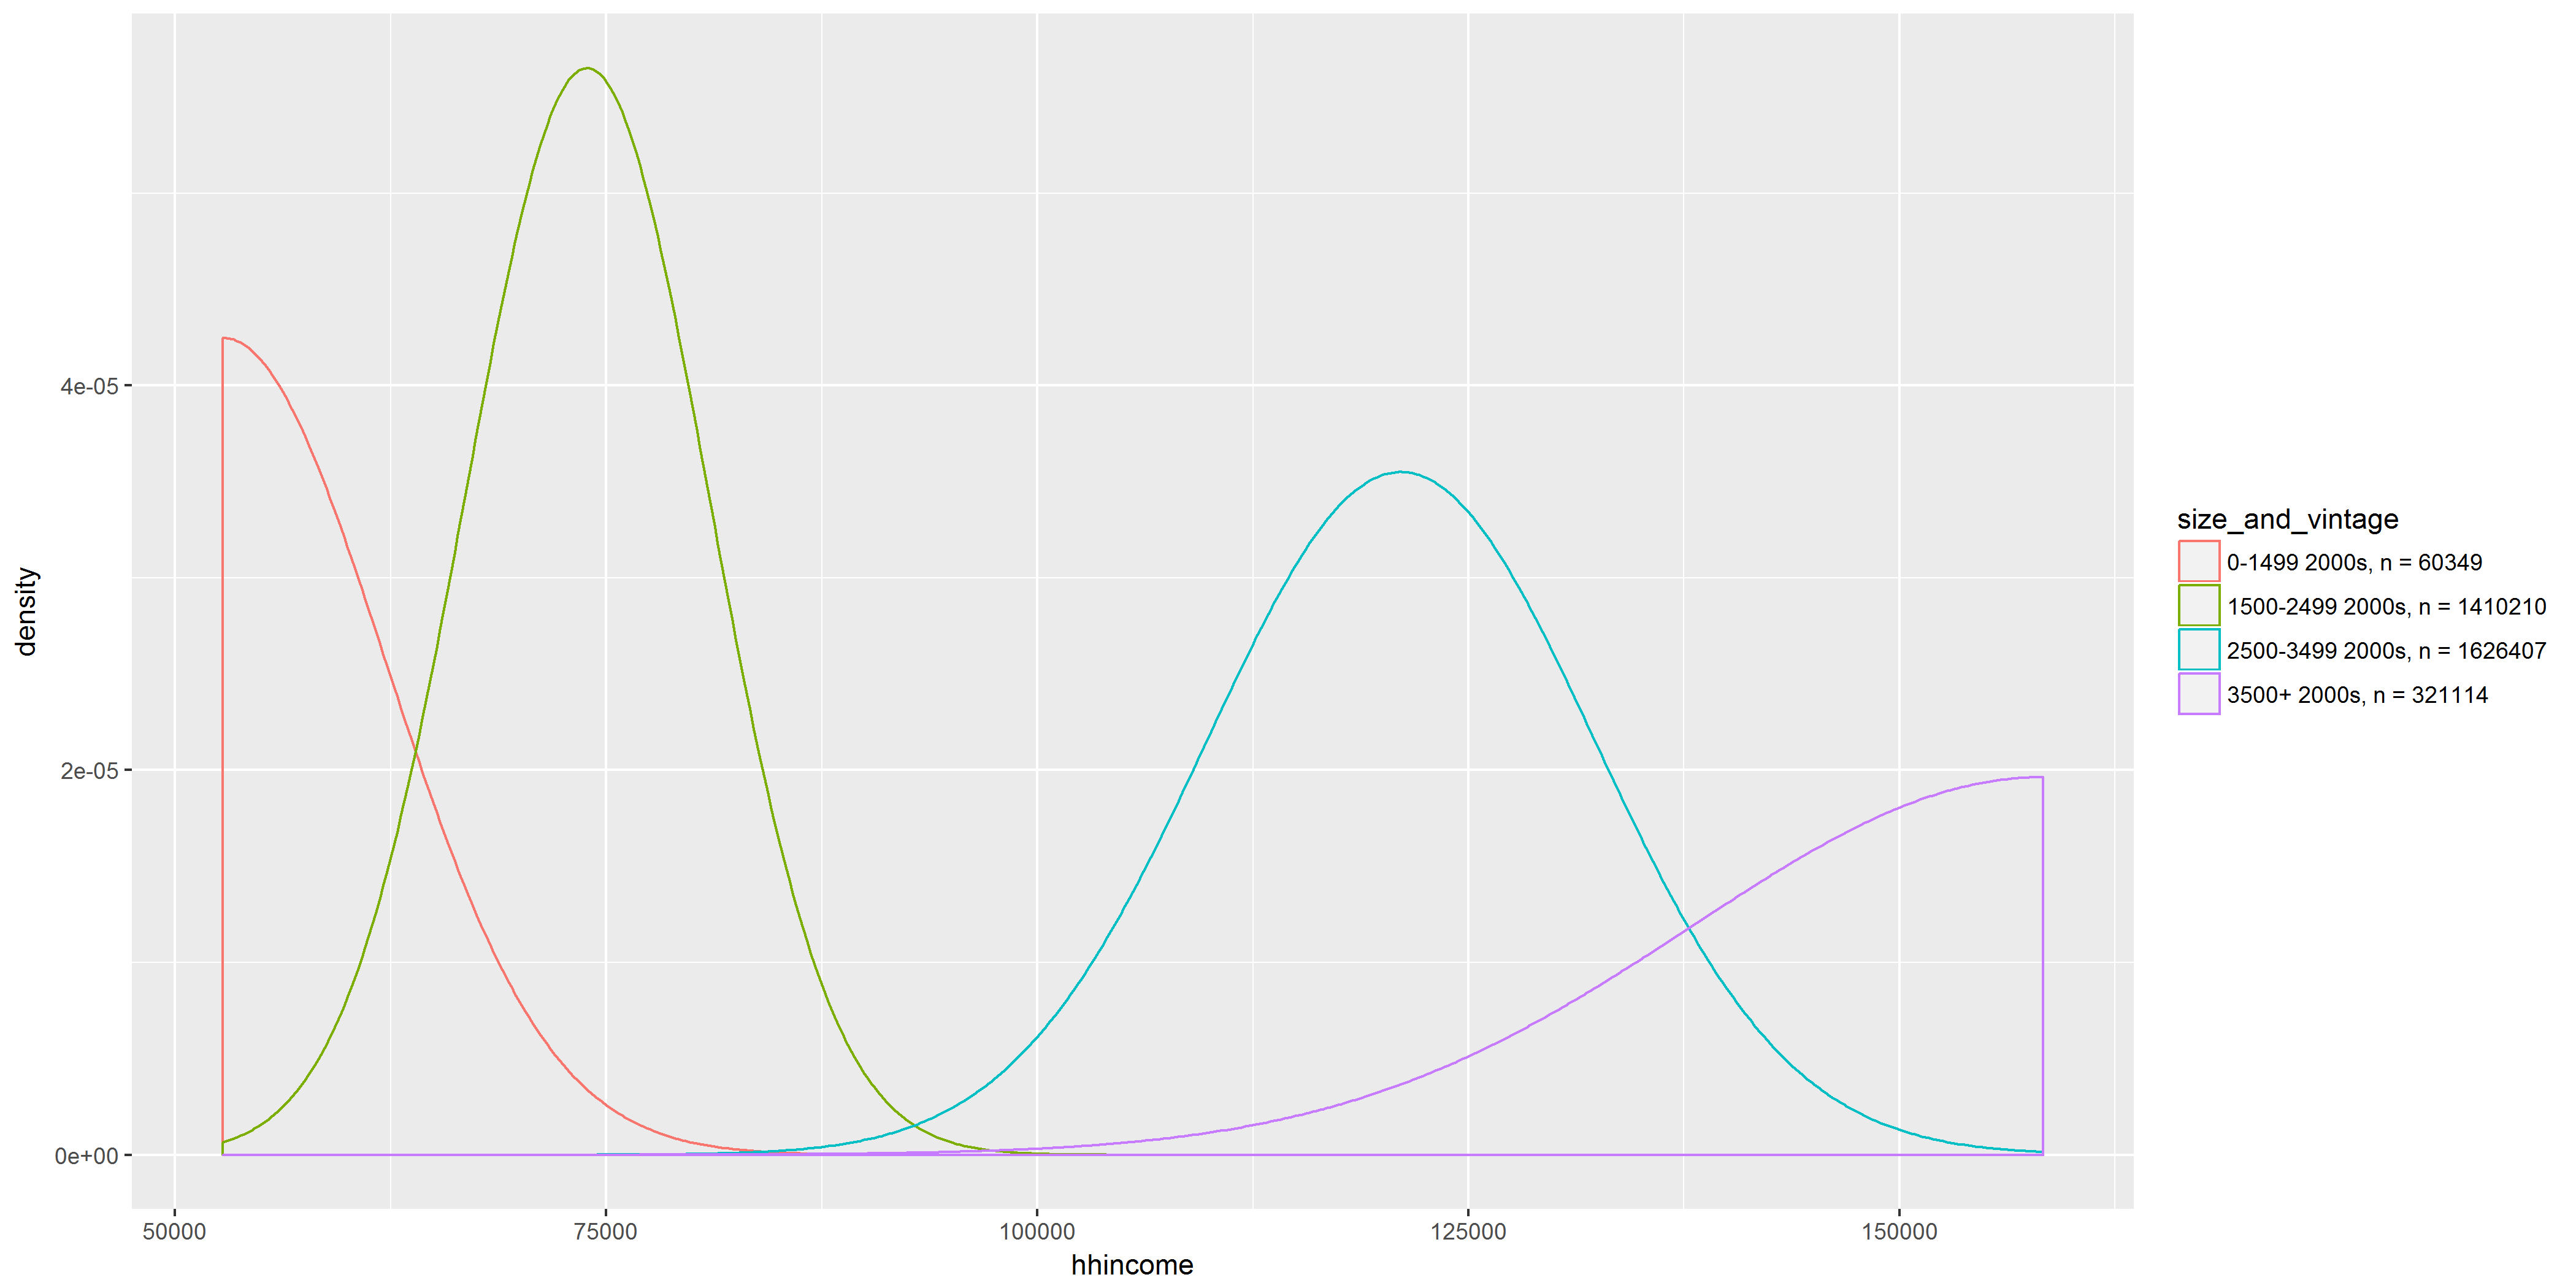 density
4e-05
2e-05
0e+00
50000
75000
100000
125000
150000
hhincome
size_and_vintage
0-1499 2000s, n = 60349
1500-2499 2000s, n = 1410210
2500-3499 2000s, n = 1626407
3500+ 2000s, n = 321114